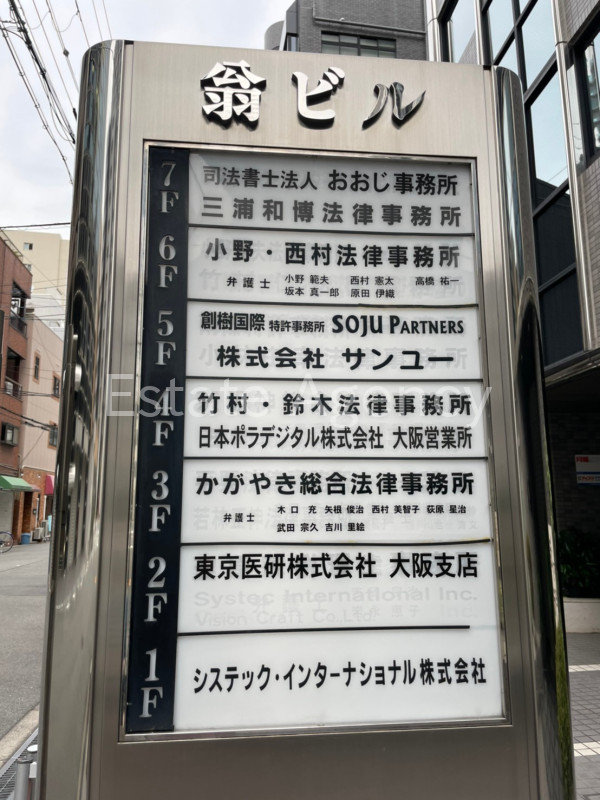 翁ビル
7F
司法書士法人 おおじ事務所
三浦和博法律事務所
6F
小野・西村法律事務所
弁護士 小野 範夫 西村 憲太 高橋 祐一
坂本 真一郎 原田 伊織
5F
創樹国際 特許事務所 SOJU PARTNERS
株式会社 サンユー
4F
竹村・鈴木法律事務所
日本ポラデジタル株式会社 大阪営業所
3F
かがやき総合法律事務所
弁護士 木口 充 矢根 俊治 西村 美智子 荻原 星治
武田 宗久 吉川 里絵
2F
東京医研株式会社 大阪支店
Systec International Inc.
Vision Craft Co.Ltd.
1F
システック・インターナショナル株式会社
Estate Agency